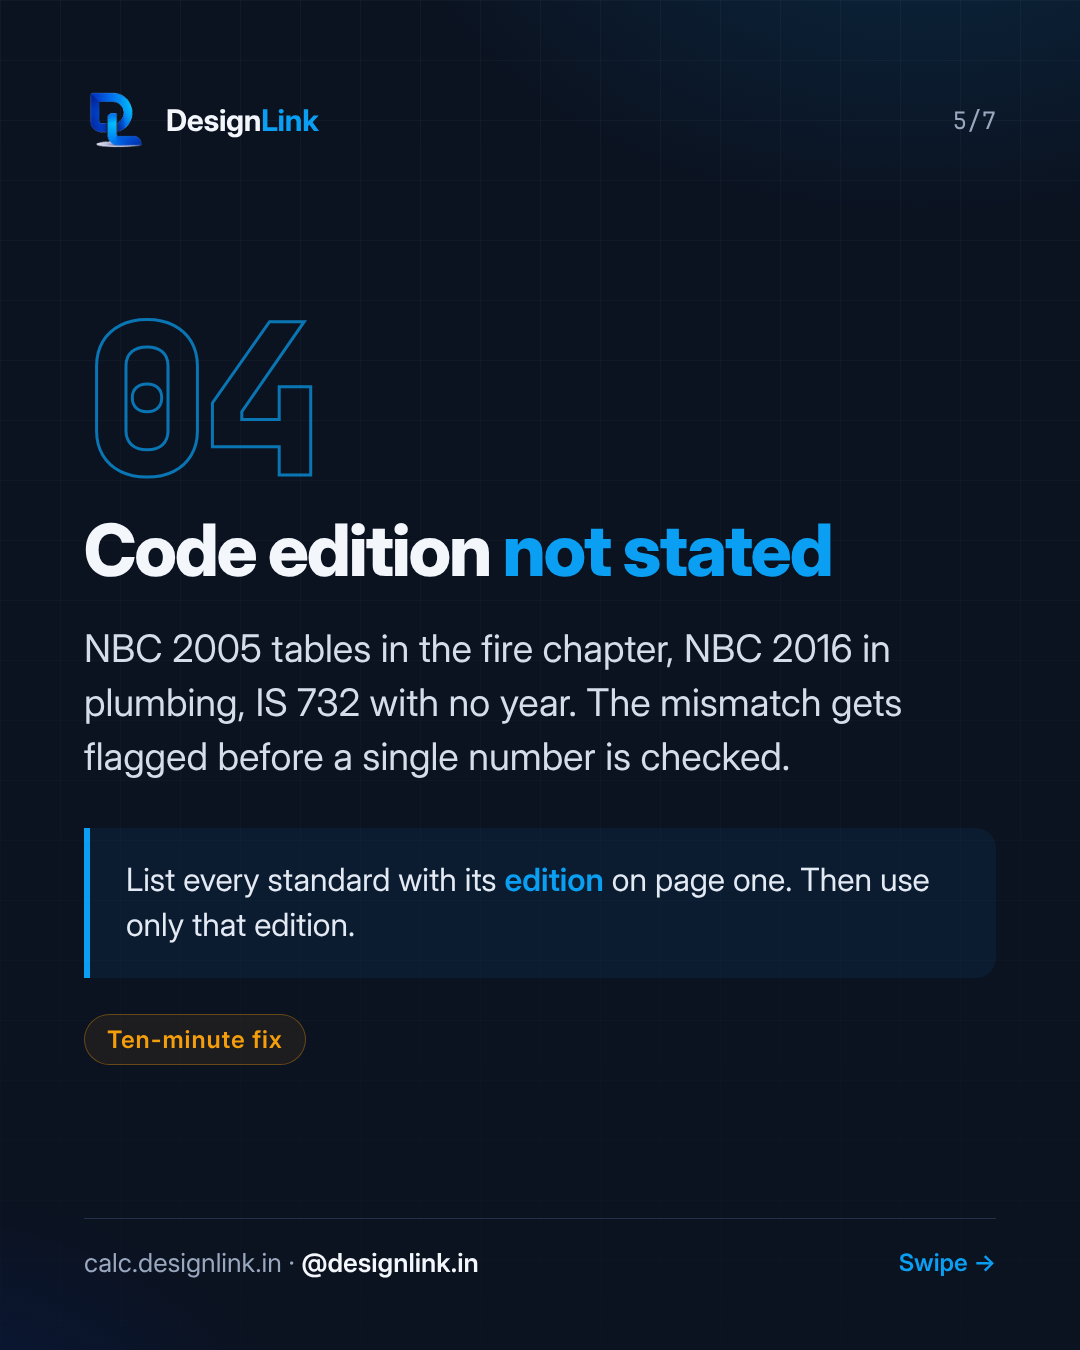 DesignLink
5/7
04
Code edition not stated
NBC 2005 tables in the fire chapter, NBC 2016 in
plumbing, IS 732 with no year. The mismatch gets
flagged before a single number is checked.
List every standard with its edition on page one. Then use
only that edition.
Ten-minute fix
calc.designlink.in · @designlink.in
Swipe →